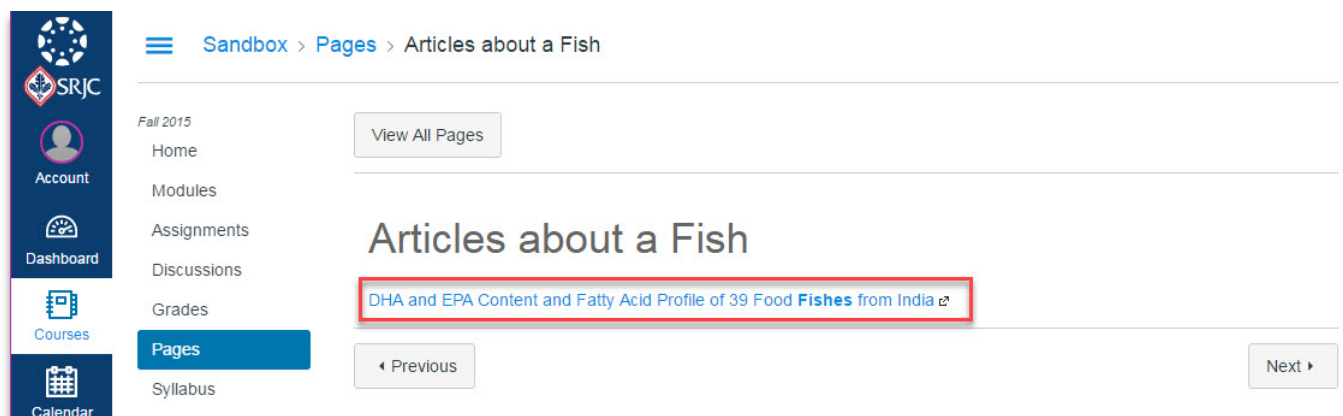 SRJC
Account
Dashboard
Courses
Calendar
Sandbox > Pages > Articles about a Fish
Fall 2015
Home
Modules
Assignments
Discussions
Grades
Pages
Syllabus
View All Pages
Articles about a Fish
DHA and EPA Content and Fatty Acid Profile of 39 Food Fishes from India
Previous
Next